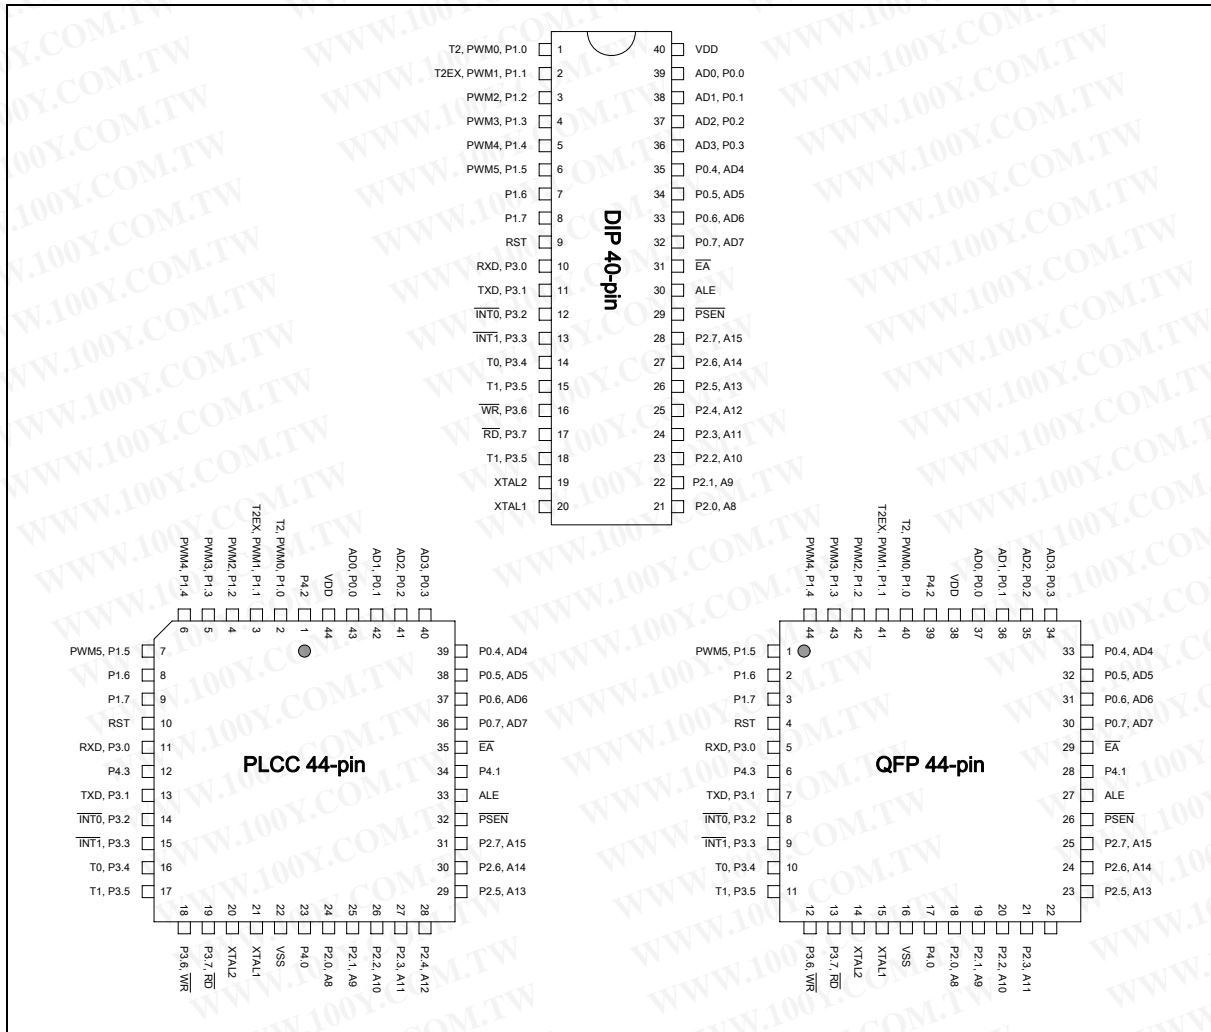 T2, PWM0, P1.0 1 40 VDD
T2EX, PWM1, P1.1 2 39 AD0, P0.0
PWM2, P1.2 3 38 AD1, P0.1
PWM3, P1.3 4 37 AD2, P0.2
PWM4, P1.4 5 36 AD3, P0.3
PWM5, P1.5 6 35 P0.4, AD4
P1.6 7 34 P0.5, AD5
P1.7 8 33 P0.6, AD6
RST 9 32 P0.7, AD7
RXD, P3.0 10 31 EA
TXD, P3.1 11 30 ALE
INT0, P3.2 12 29 PSEN
INT1, P3.3 13 28 P2.7, A15
T0, P3.4 14 27 P2.6, A14
T1, P3.5 15 26 P2.5, A13
WR, P3.6 16 25 P2.4, A12
RD, P3.7 17 24 P2.3, A11
T1, P3.5 18 23 P2.2, A10
XTAL2 19 22 P2.1, A9
XTAL1 20 21 P2.0, A8
DIP 40-pin
PWM4, P1.4
PWM3, P1.3
PWM2, P1.2
T2EX, PWM1, P1.1
T2, PWM0, P1.0
P4.2
VDD
AD0, P0.0
AD1, P0.1
AD2, P0.2
AD3, P0.3
6 5 4 3 2 1 44 43 42 41 40
PWM5, P1.5 7 39 P0.4, AD4
P1.6 8 38 P0.5, AD5
P1.7 9 37 P0.6, AD6
RST 10 36 P0.7, AD7
RXD, P3.0 11 35 EA
P4.3 12 34 P4.1
TXD, P3.1 13 33 ALE
INT0, P3.2 14 32 PSEN
INT1, P3.3 15 31 P2.7, A15
T0, P3.4 16 30 P2.6, A14
T1, P3.5 17 29 P2.5, A13
PLCC 44-pin
18 19 20 21 22 23 24 25 26 27 28
P3.6, WR
P3.7, RD
XTAL2
XTAL1
VSS
P4.0
P2.0, A8
P2.1, A9
P2.2, A10
P2.3, A11
P2.4, A12
PWM4, P1.4
PWM3, P1.3
PWM2, P1.2
T2EX, PWM1, P1.1
T2, PWM0, P1.0
P4.2
VDD
AD0, P0.0
AD1, P0.1
AD2, P0.2
AD3, P0.3
44 43 42 41 40 39 38 37 36 35 34
PWM5, P1.5 1 33 P0.4, AD4
P1.6 2 32 P0.5, AD5
P1.7 3 31 P0.6, AD6
RST 4 30 P0.7, AD7
RXD, P3.0 5 29 EA
P4.3 6 28 P4.1
TXD, P3.1 7 27 ALE
INT0, P3.2 8 26 PSEN
INT1, P3.3 9 25 P2.7, A15
T0, P3.4 10 24 P2.6, A14
T1, P3.5 11 23 P2.5, A13
QFP 44-pin
12 13 14 15 16 17 18 19 20 21 22
P3.6, WR
P3.7, RD
XTAL2
XTAL1
VSS
P4.0
P2.0, A8
P2.1, A9
P2.2, A10
P2.3, A11
WWW.100Y.COM.TW